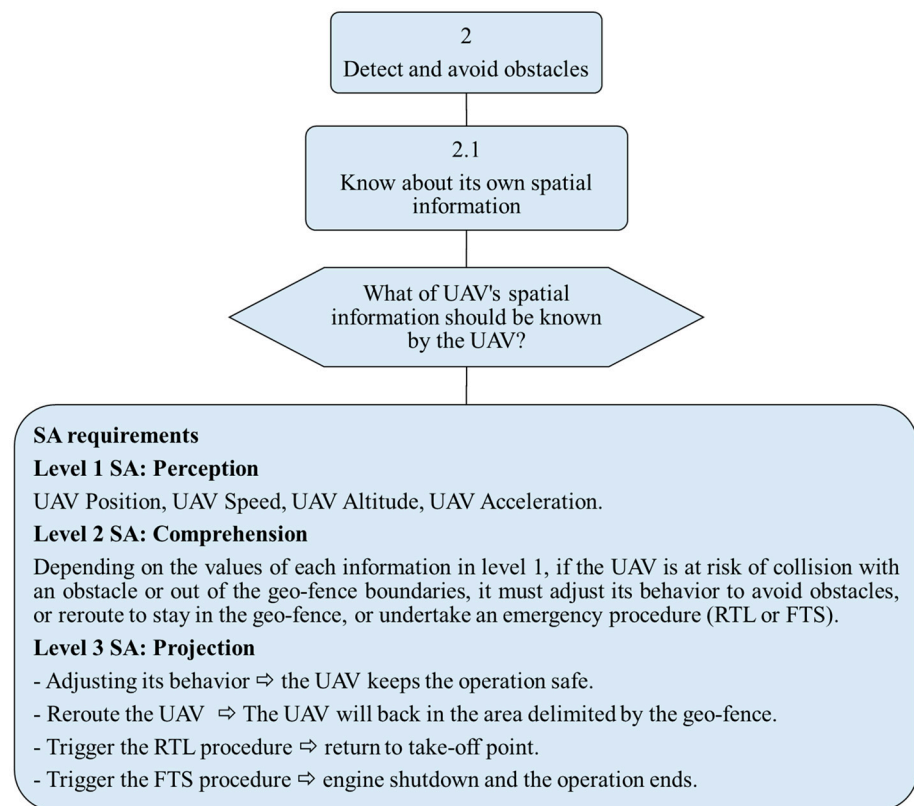 2
Detect and avoid obstacles
2.1
Know about its own spatial
information
What of UAV's spatial
information should be known
by the UAV?
SA requirements
Level 1 SA: Perception
UAV Position, UAV Speed, UAV Altitude, UAV Acceleration.
Level 2 SA: Comprehension
Depending on the values of each information in level 1, if the UAV is at risk of collision with
an obstacle or out of the geo-fence boundaries, it must adjust its behavior to avoid obstacles,
or reroute to stay in the geo-fence, or undertake an emergency procedure (RTL or FTS).
Level 3 SA: Projection
- Adjusting its behavior ⇨ the UAV keeps the operation safe.
- Reroute the UAV ⇨ The UAV will back in the area delimited by the geo-fence.
- Trigger the RTL procedure ⇨ return to take-off point.
- Trigger the FTS procedure ⇨ engine shutdown and the operation ends.